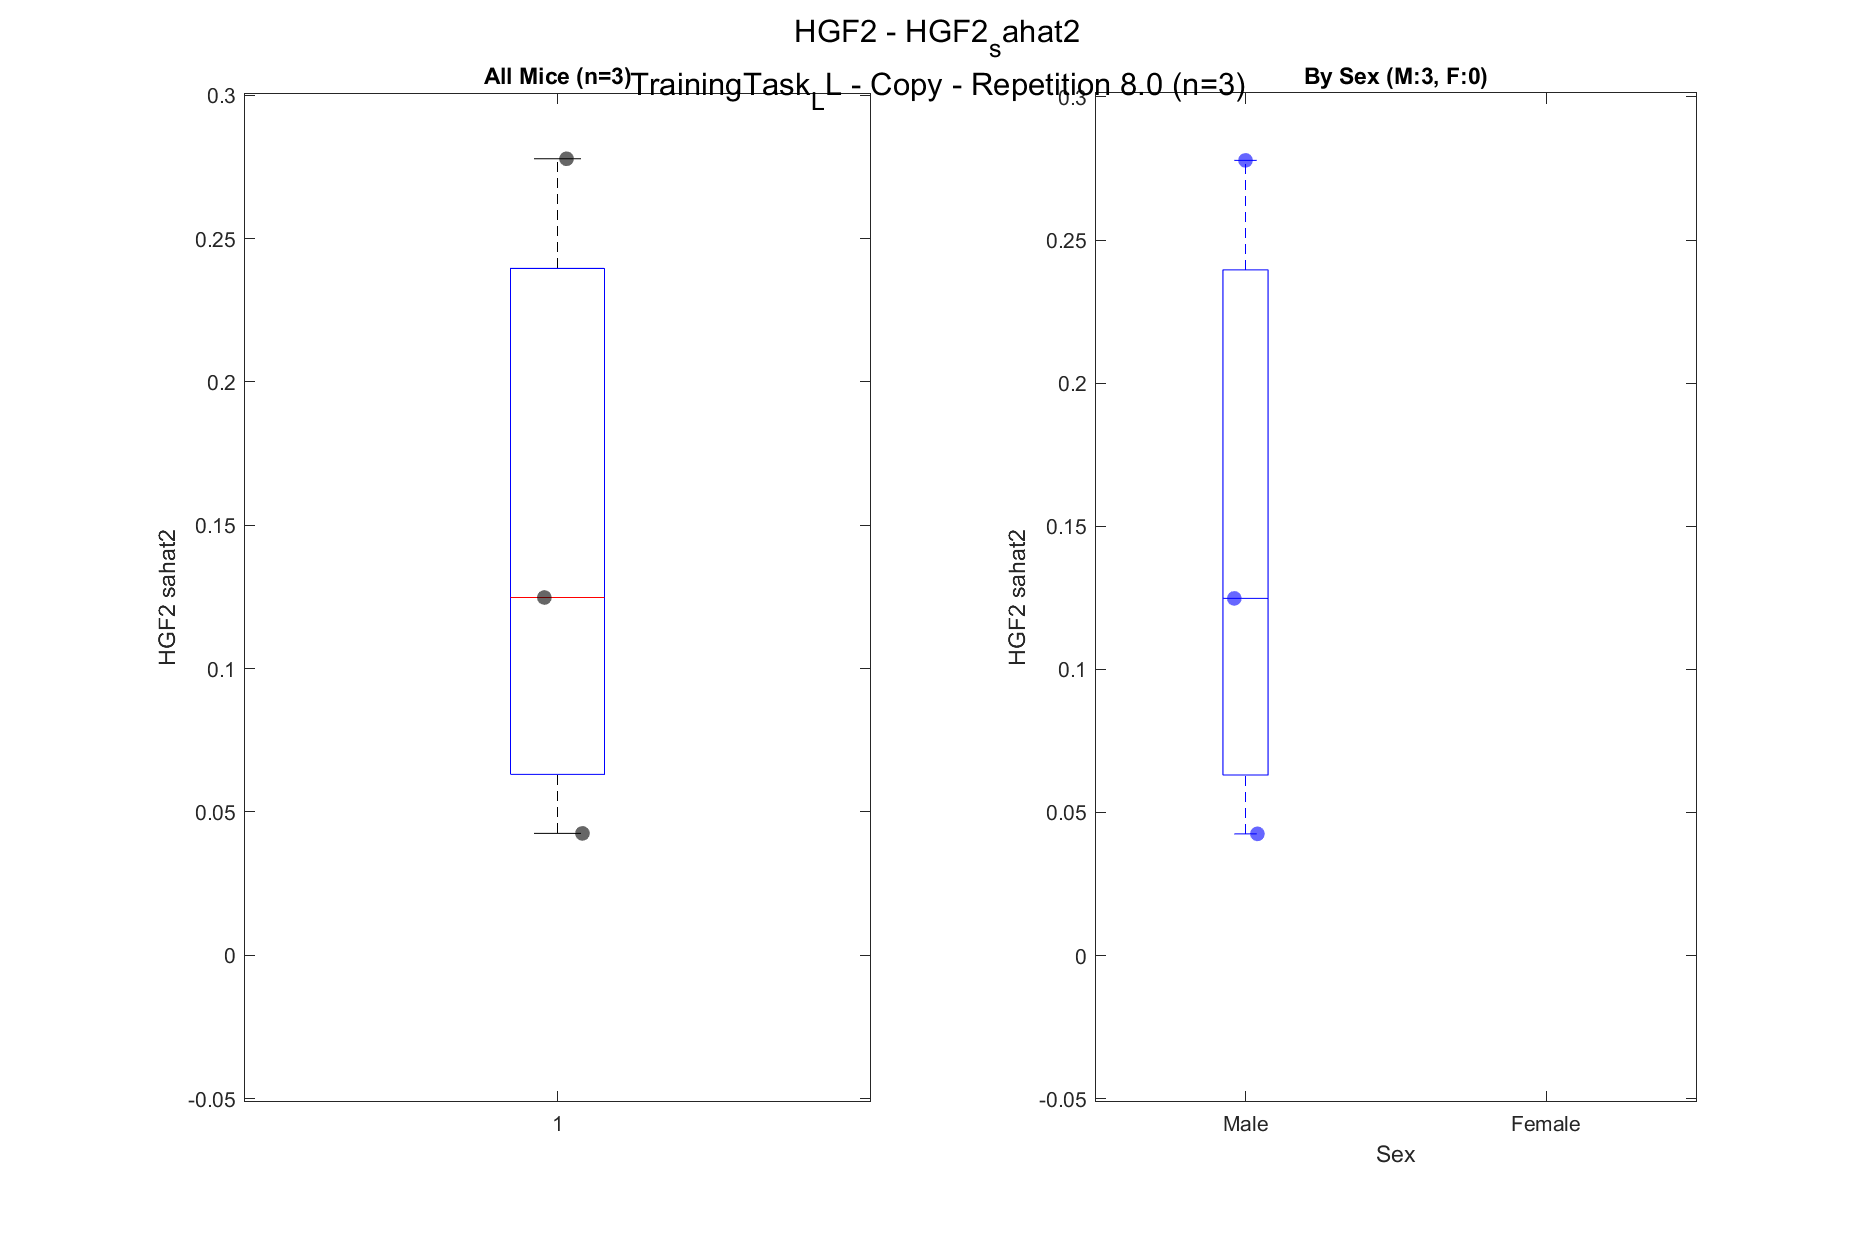 HGF2 - HGF2_sahat2
TrainingTask_LL - Copy - Repetition 8.0 (n=3)
All Mice (n=3)
0.3
0.25
0.2
0.15
0.1
0.05
0
-0.05
HGF2 sahat2
1
By Sex (M:3, F:0)
0.3
0.25
0.2
0.15
0.1
0.05
0
-0.05
HGF2 sahat2
Male Female
Sex